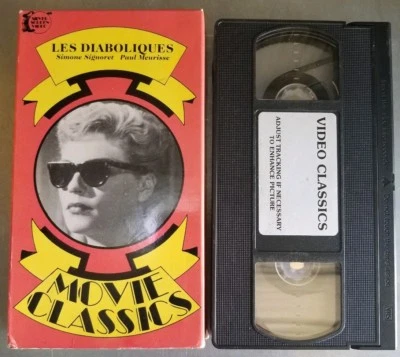 LES DIABOLIQUES
Simone Signoret Paul Meurisse
MOVIE
CLASSICS
VIDEO CLASSICS
ADJUST TRACKING IF NECESSARY
TO ENHANCE PICTURE